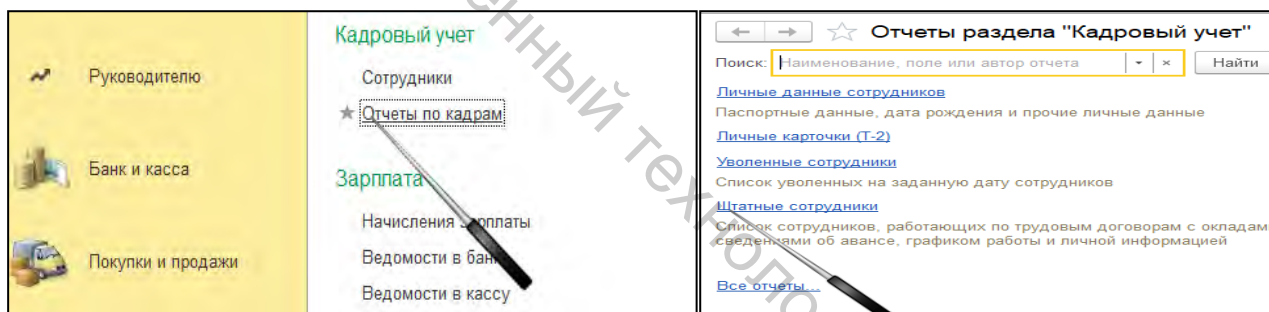 Руководителю
Банк и касса
Покупки и продажи
Кадровый учет
Сотрудники
Отчеты по кадрам
Зарплата
Начисления зарплаты
Ведомости в банк
Ведомости в кассу
Отчеты раздела "Кадровый учет"
Поиск: Наименование, поле или автор отчета Найти
Личные данные сотрудников
Паспортные данные, дата рождения и прочие личные данные
Личные карточки (Т-2)
Уволенные сотрудники
Список уволенных на заданную дату сотрудников
Штатные сотрудники
Список сотрудников, работающих по трудовым договорам с окладами
сведениями об авансе, графиком работы и личной информацией
Все отчеты...